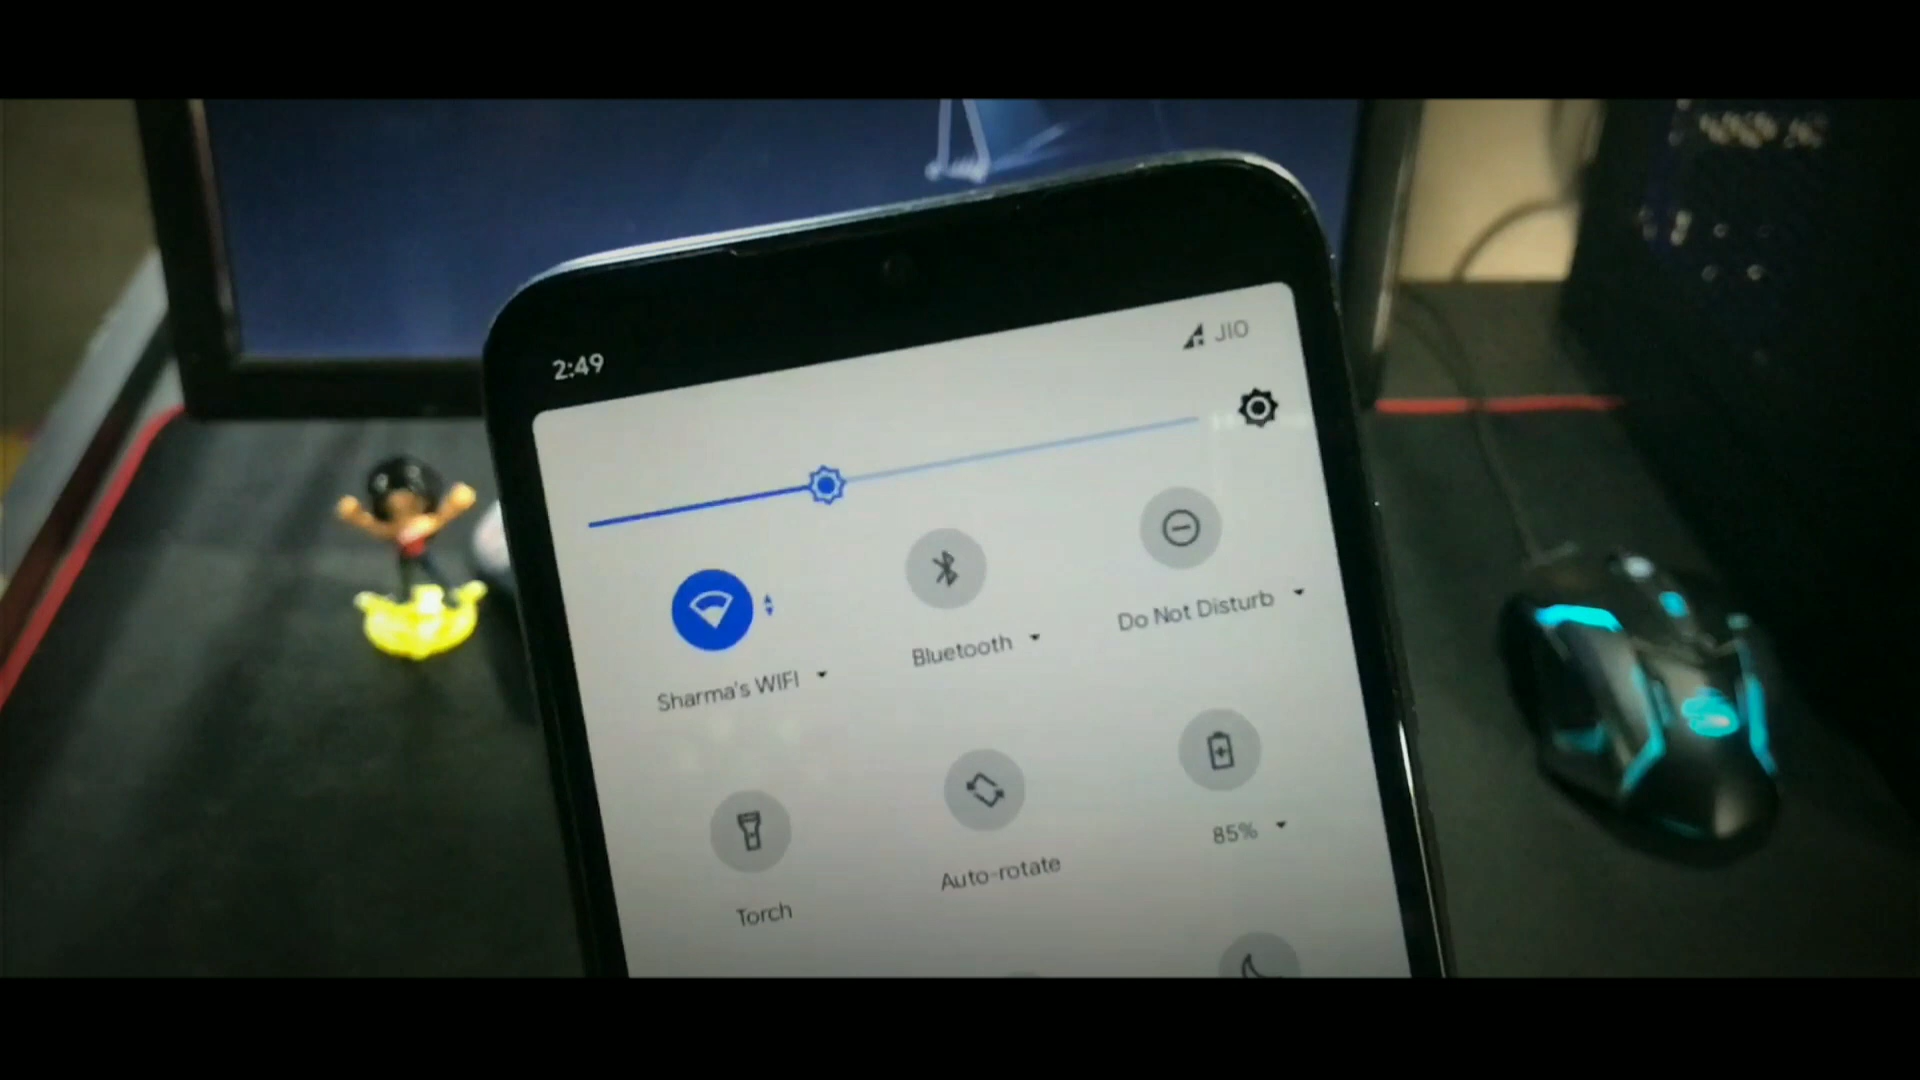 2:49
JIO
Sharma's WIFI
Bluetooth
Do Not Disturb
Torch
Auto-rotate
85%